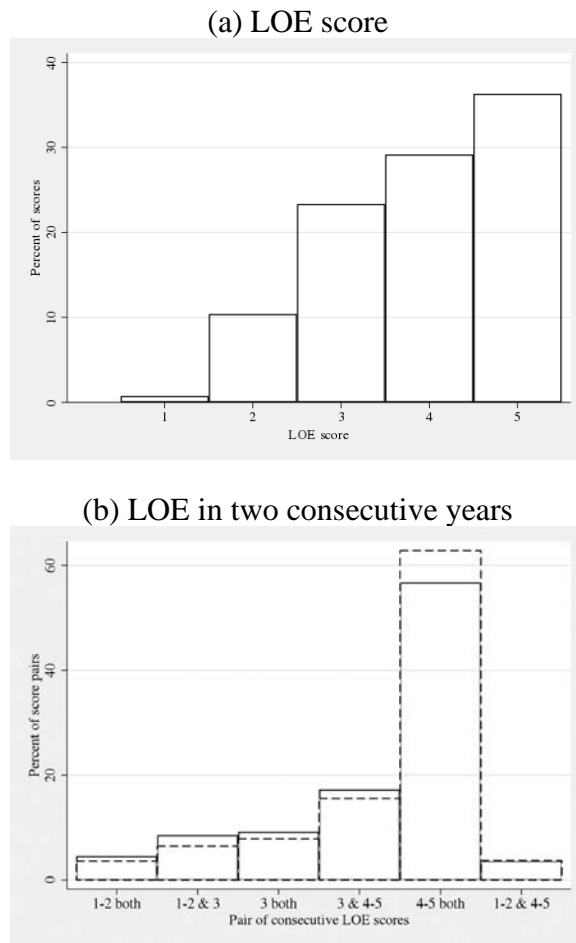 (a) LOE score
40
30
20
10
0
Percent of scores
1 2 3 4 5
LOE score
(b) LOE in two consecutive years
60
40
20
0
Percent of score pairs
1-2 both 1-2 & 3 3 both 3 & 4-5 4-5 both 1-2 & 4-5
Pair of consecutive LOE scores